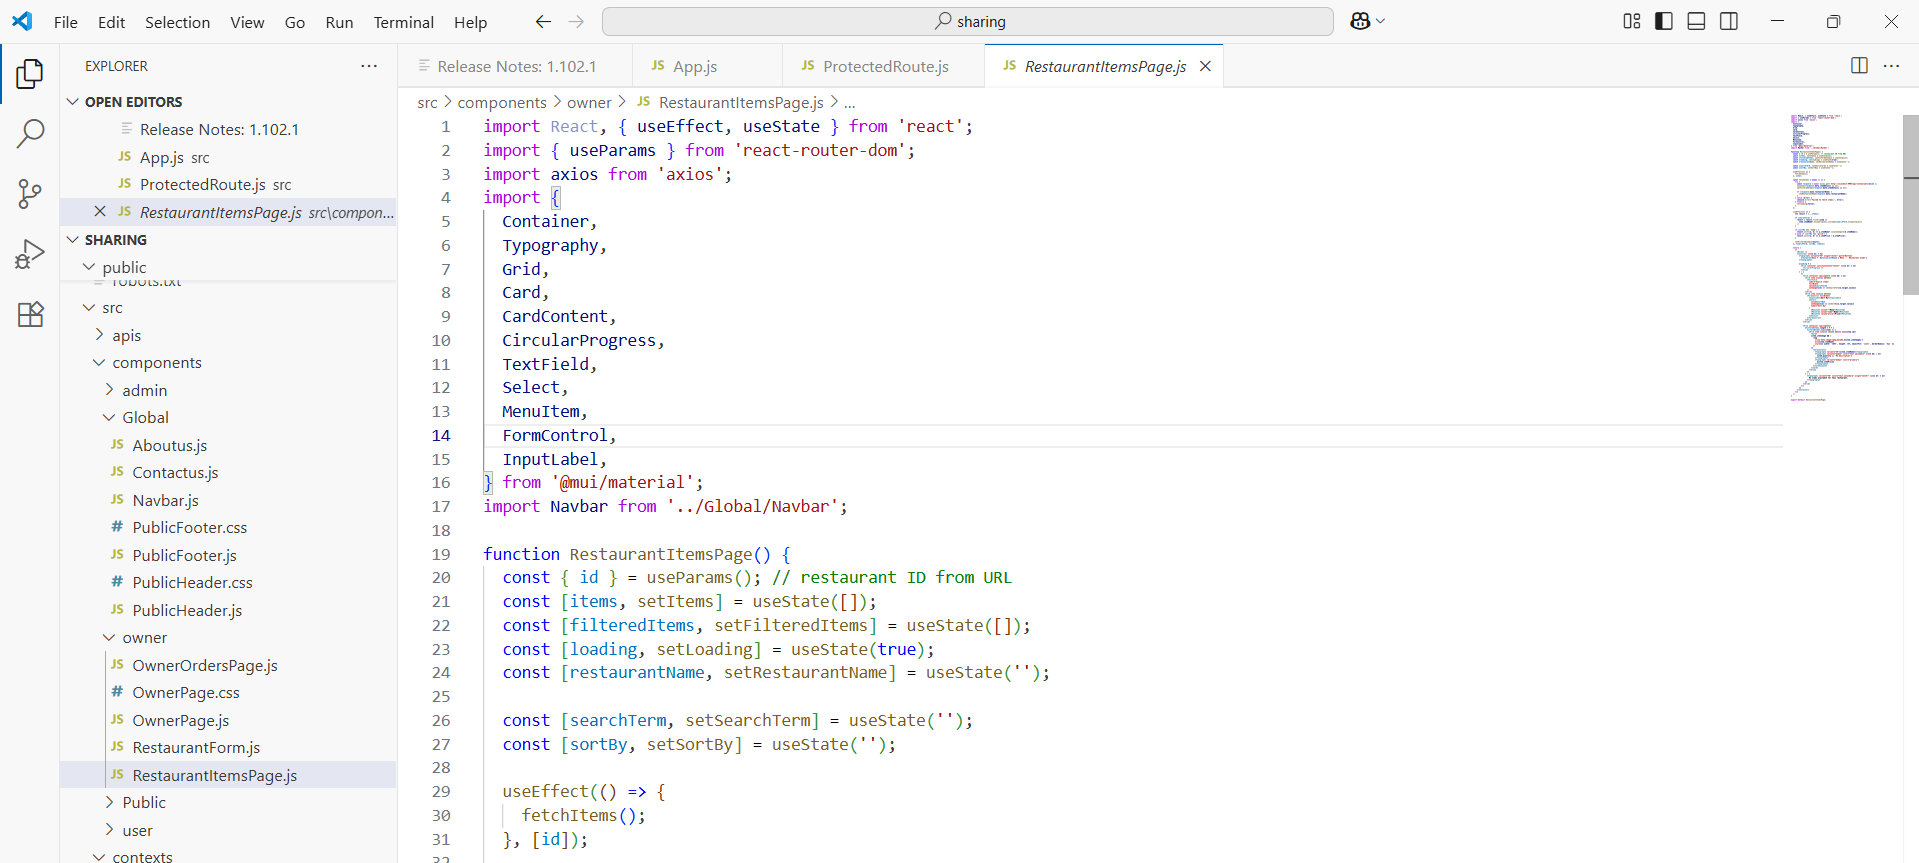 File Edit Selection View Go Run Terminal Help
sharing
EXPLORER
OPEN EDITORS
Release Notes: 1.102.1
JS App.js src
JS ProtectedRoute.js src
JS RestaurantItemsPage.js src\compon...
SHARING
public
robots.txt
src
apis
components
admin
Global
JS Aboutus.js
JS Contactus.js
JS Navbar.js
# PublicFooter.css
JS PublicFooter.js
# PublicHeader.css
JS PublicHeader.js
owner
JS OwnerOrdersPage.js
# OwnerPage.css
JS OwnerPage.js
JS RestaurantForm.js
JS RestaurantItemsPage.js
Public
user
contexts
Release Notes: 1.102.1 JS App.js JS ProtectedRoute.js JS RestaurantItemsPage.js
src > components > owner > JS RestaurantItemsPage.js > ...
1 import React, { useEffect, useState } from 'react';
2 import { useParams } from 'react-router-dom';
3 import axios from 'axios';
4 import {
5 Container,
6 Typography,
7 Grid,
8 Card,
9 CardContent,
10 CircularProgress,
11 TextField,
12 Select,
13 MenuItem,
14 FormControl,
15 InputLabel,
16 } from '@mui/material';
17 import Navbar from '../Global/Navbar';
18
19 function RestaurantItemsPage() {
20 const { id } = useParams(); // restaurant ID from URL
21 const [items, setItems] = useState([]);
22 const [filteredItems, setFilteredItems] = useState([]);
23 const [loading, setLoading] = useState(true);
24 const [restaurantName, setRestaurantName] = useState('');
25
26 const [searchTerm, setSearchTerm] = useState('');
27 const [sortBy, setSortBy] = useState('');
28
29 useEffect(() => {
30 fetchItems();
31 }, [id]);
32